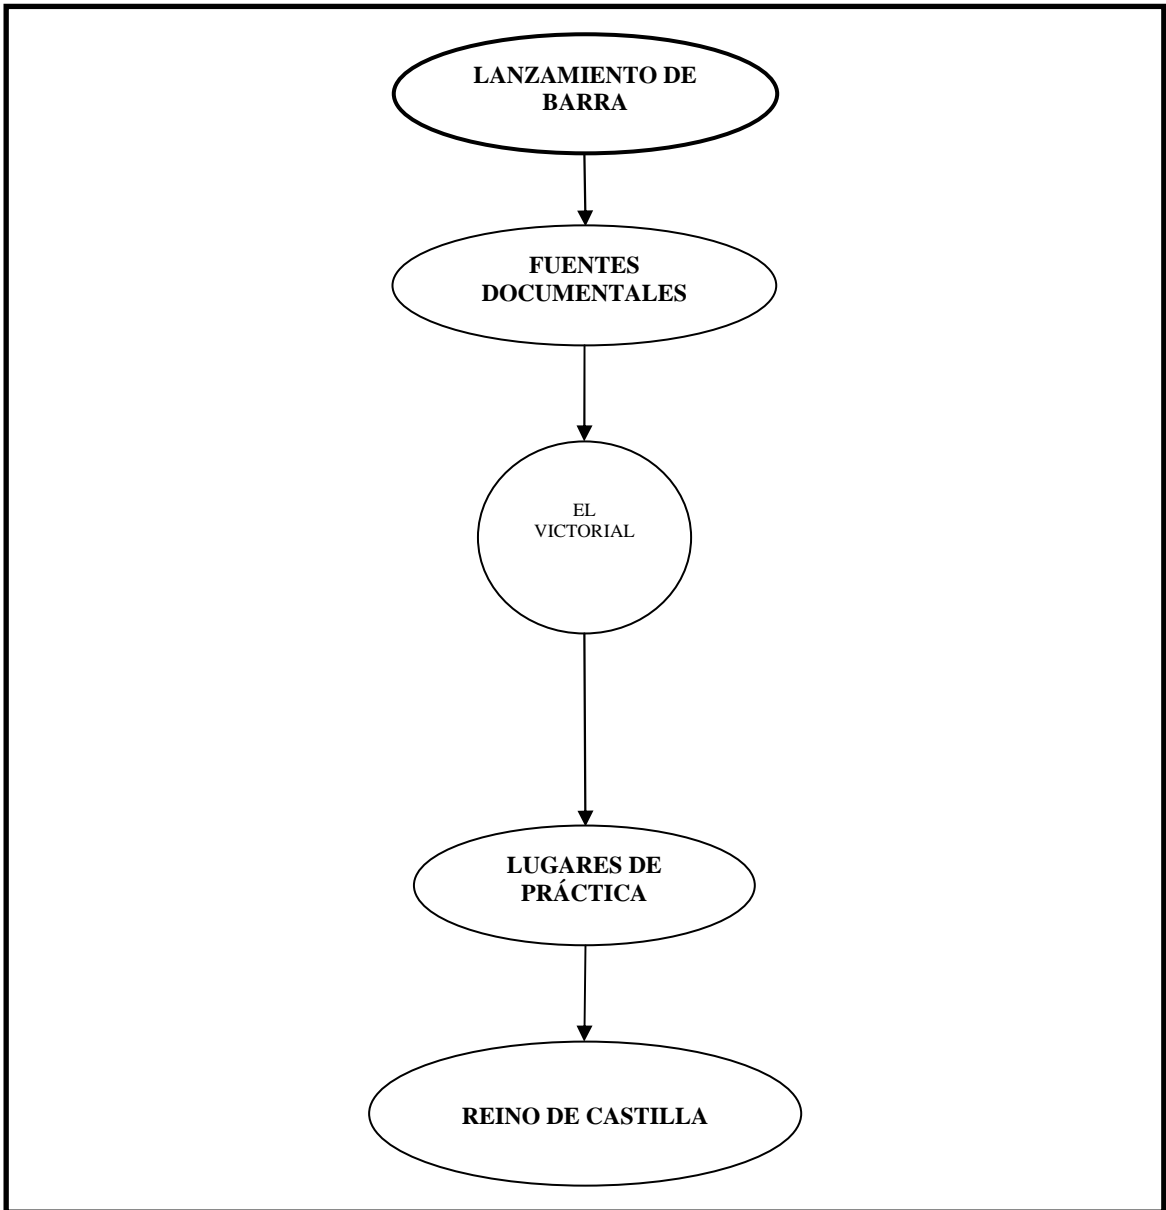 LANZAMIENTO DE
BARRA
FUENTES
DOCUMENTALES
EL
VICTORIAL
LUGARES DE
PRÁCTICA
REINO DE CASTILLA